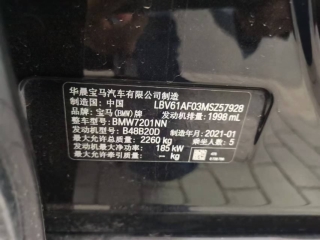 华晨宝马汽车有限公司制造
制造国：中国 LBV61AF03MSZ57928
品牌：宝马(BMW)牌 发动机排量：1998 mL
整车型号：BMW7201NN
发动机型号：B48B20D 制造年月：2021-01
最大允许总质量：2260 kg 乘坐人数：5
发动机最大净功率：185 kW
最大允许牵引质量：— kg